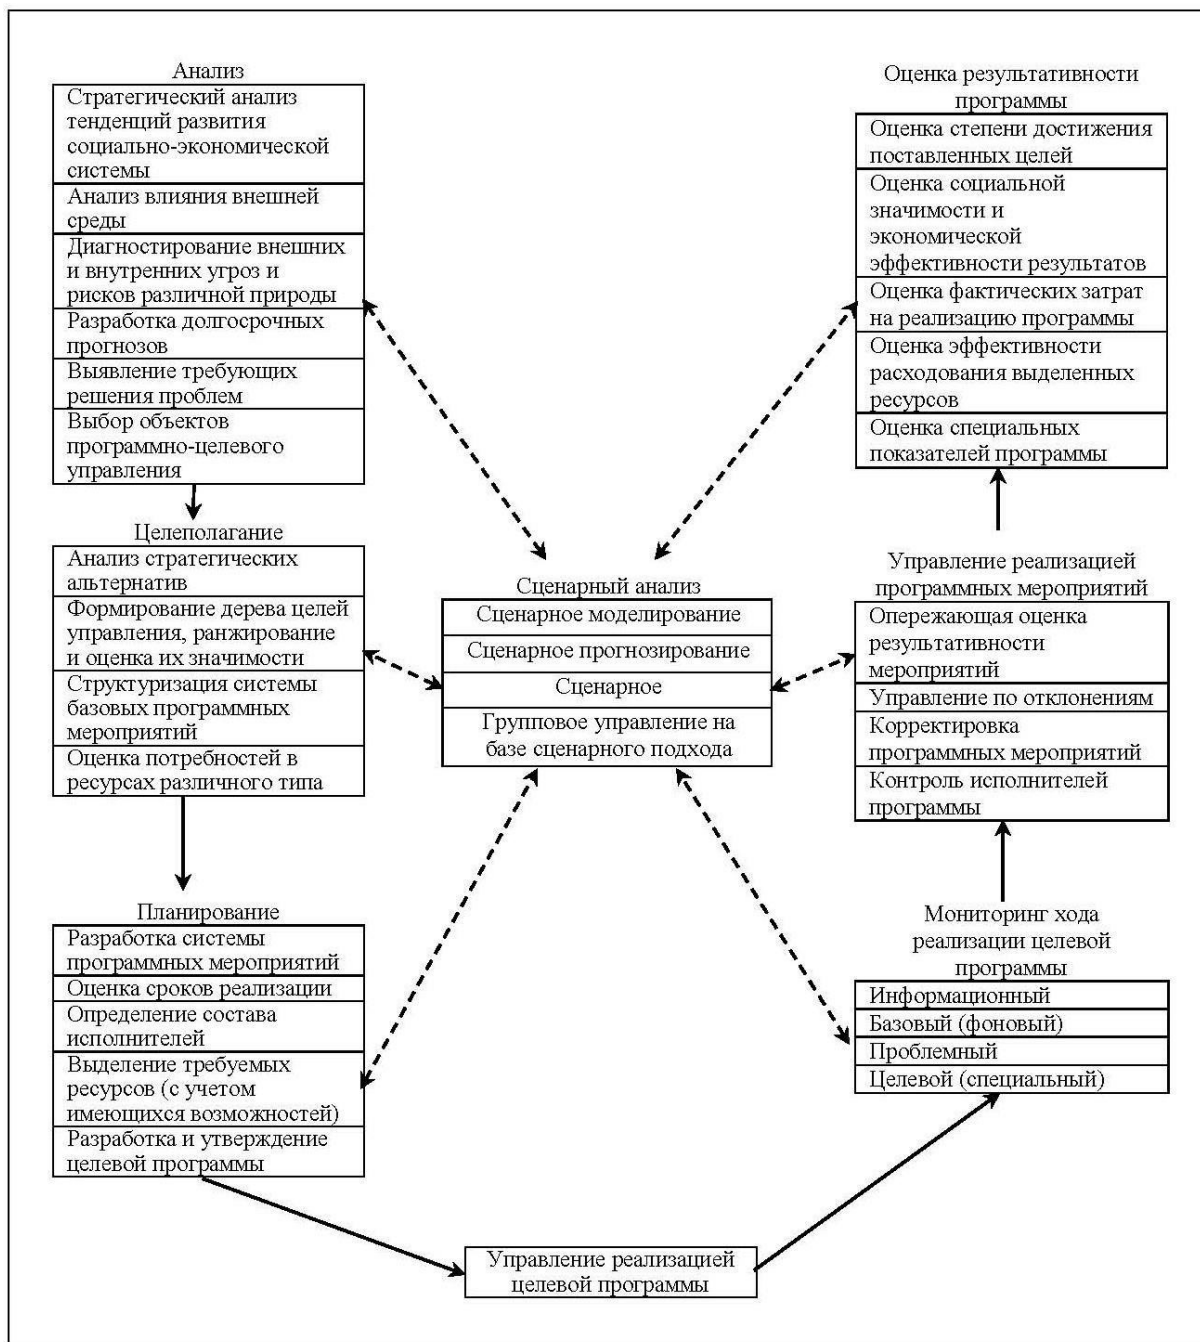 Анализ
Стратегический анализ
тенденций развития
социально-экономической
системы
Анализ влияния внешней
среды
Диагностирование внешних
и внутренних угроз и
рисков различной природы
Разработка долгосрочных
прогнозов
Выявление требующих
решения проблем
Выбор объектов
программно-целевого
управления
Целеполагание
Анализ стратегических
альтернатив
Формирование дерева целей
управления, ранжирование
и оценка их значимости
Структуризация системы
базовых программных
мероприятий
Оценка потребностей в
ресурсах различного типа
Планирование
Разработка системы
программных мероприятий
Оценка сроков реализации
Определение состава
исполнителей
Выделение требуемых
ресурсов (с учетом
имеющихся возможностей)
Разработка и утверждение
целевой программы
Сценарный анализ
Сценарное моделирование
Сценарное прогнозирование
Сценарное
Групповое управление на
базе сценарного подхода
Управление реализацией
целевой программы
Оценка результативности
программы
Оценка степени достижения
поставленных целей
Оценка социальной
значимости и
экономической
эффективности результатов
Оценка фактических затрат
на реализацию программы
Оценка эффективности
расходования выделенных
ресурсов
Оценка специальных
показателей программы
Управление реализацией
программных мероприятий
Опережающая оценка
результативности
мероприятий
Управление по отклонениям
Корректировка
программных мероприятий
Контроль исполнителей
программы
Мониторинг хода
реализации целевой
программы
Информационный
Базовый (фоновый)
Проблемный
Целевой (специальный)